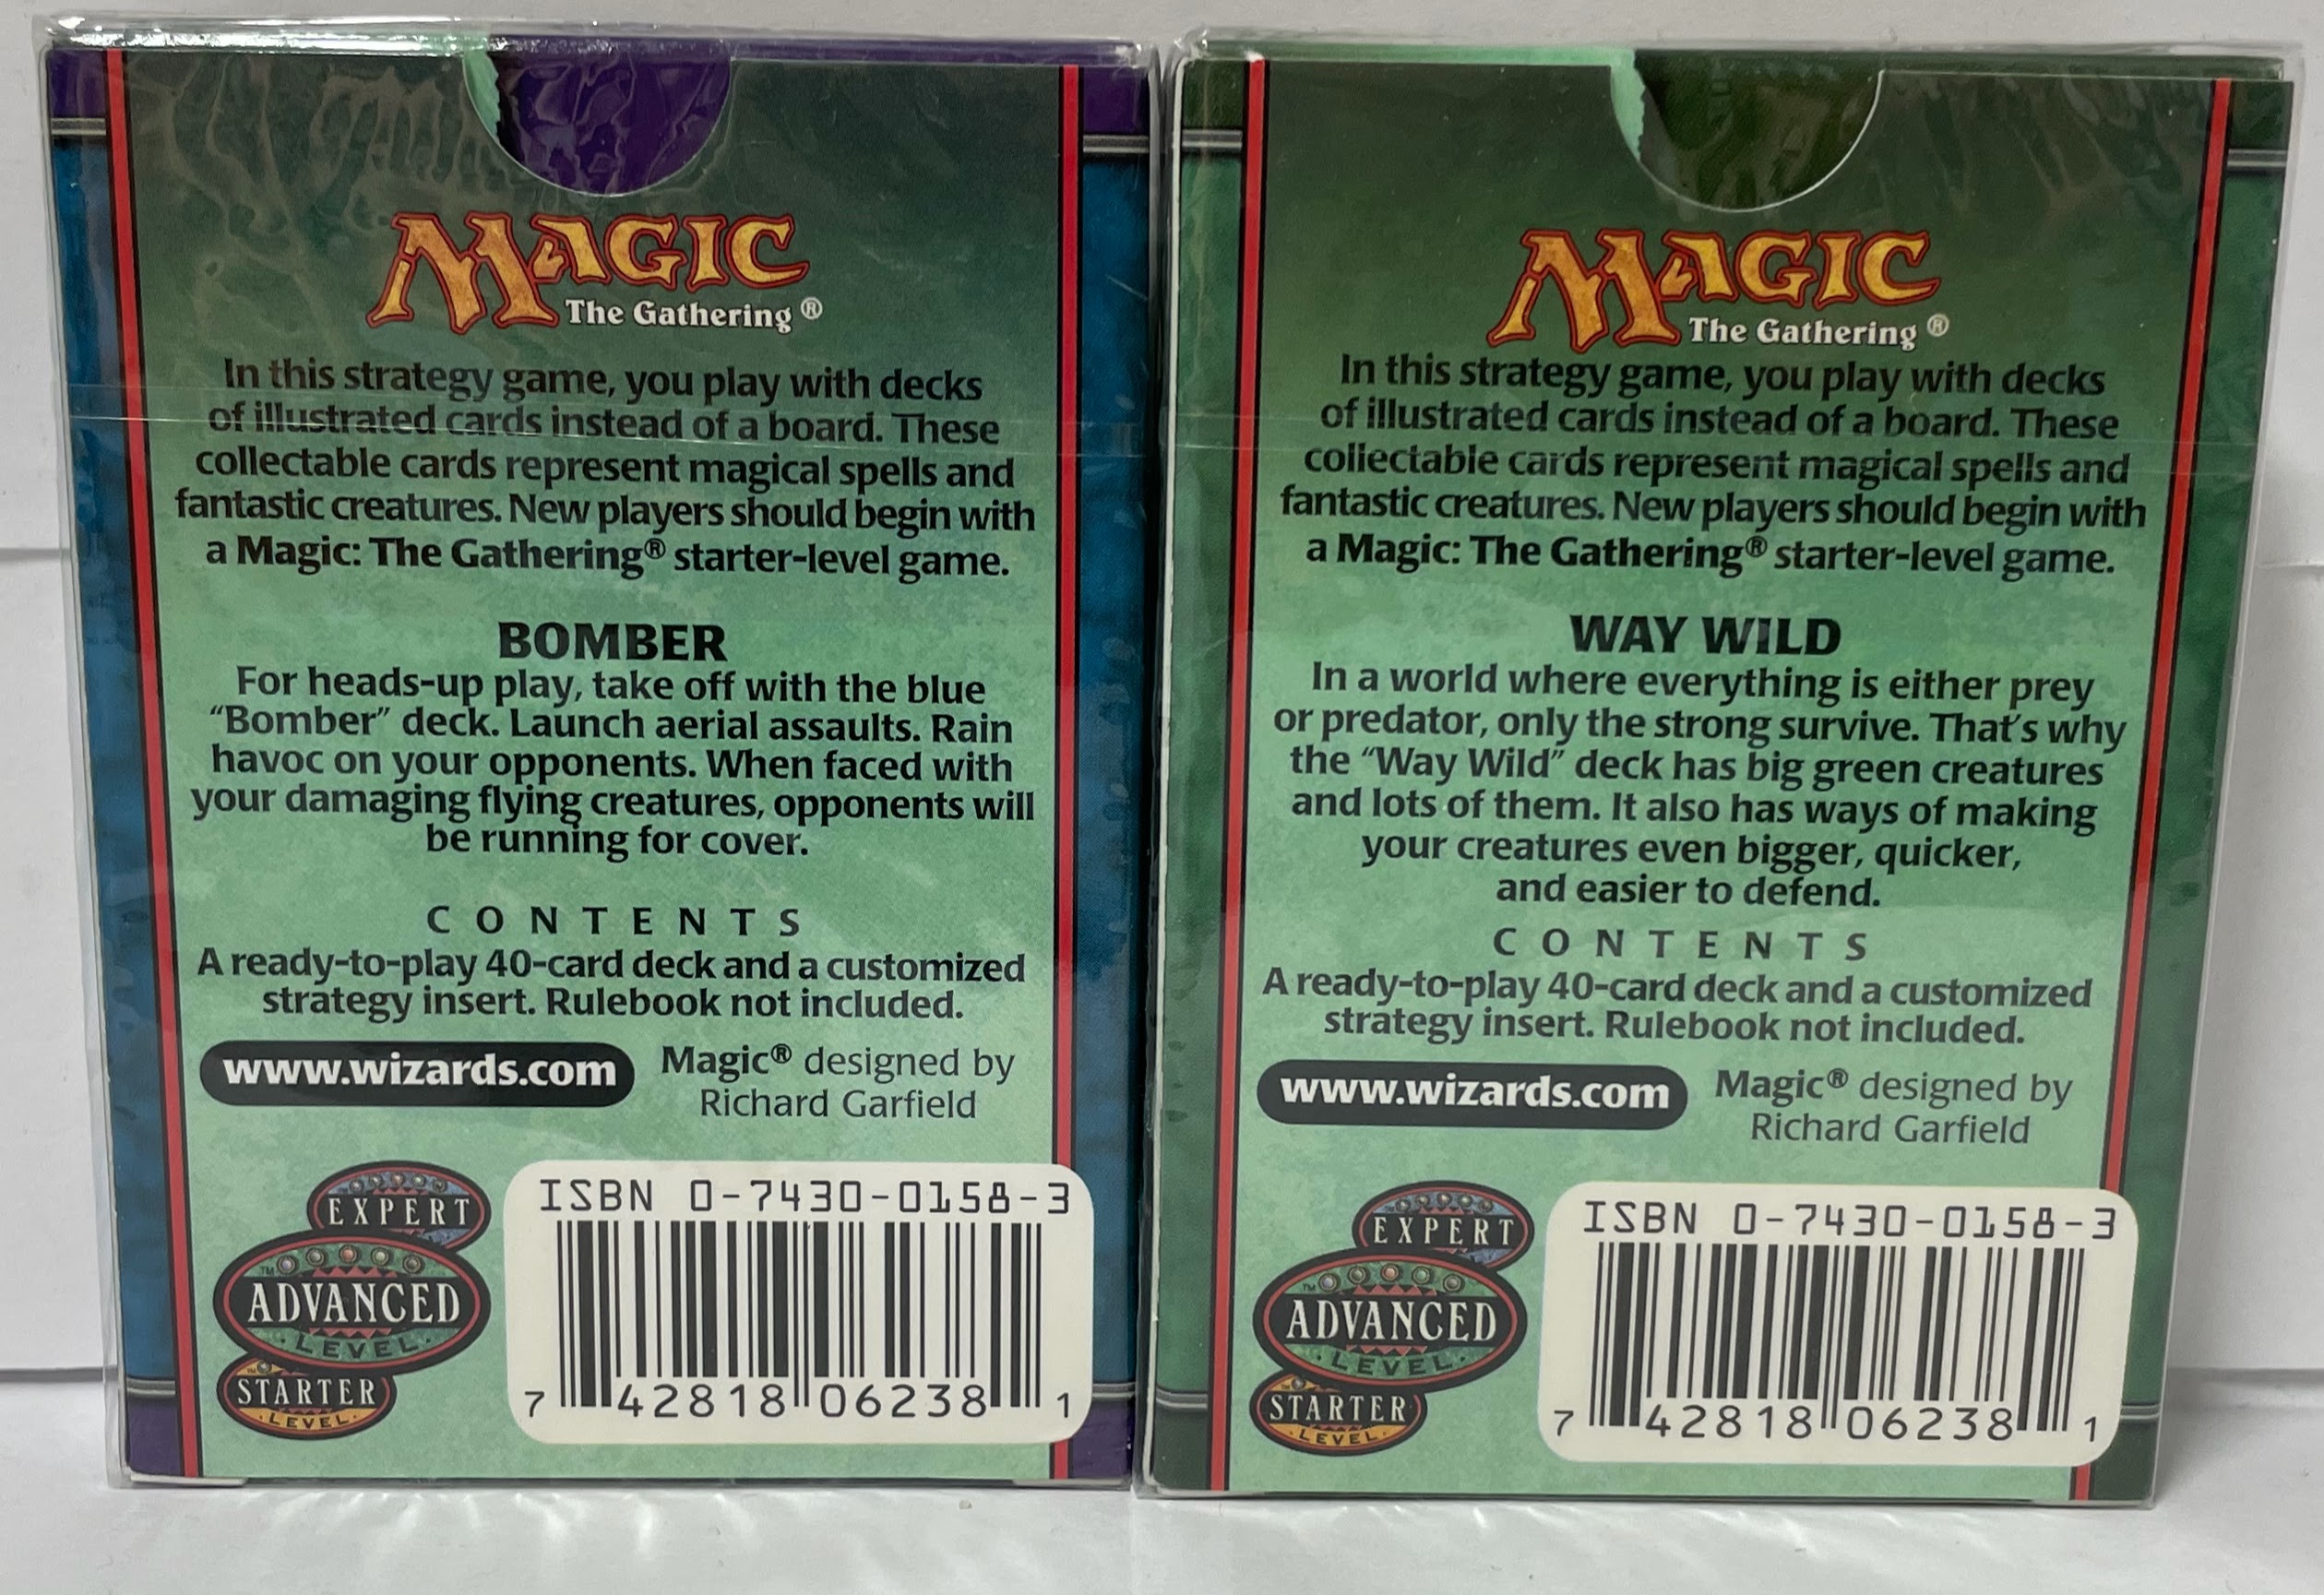 MAGIC
The Gathering ®
In this strategy game, you play with decks
of illustrated cards instead of a board. These
collectable cards represent magical spells and
fantastic creatures. New players should begin with
a Magic: The Gathering® starter-level game.
BOMBER
For heads-up play, take off with the blue
“Bomber” deck. Launch aerial assaults. Rain
havoc on your opponents. When faced with
your damaging flying creatures, opponents will
be running for cover.
CONTENTS
A ready-to-play 40-card deck and a customized
strategy insert. Rulebook not included.
www.wizards.com
Magic® designed by
Richard Garfield
EXPERT
™
ADVANCED
LEVEL
STARTER
LEVEL
ISBN 0-7430-0158-3
7 42818 06238 1
MAGIC
The Gathering ®
In this strategy game, you play with decks
of illustrated cards instead of a board. These
collectable cards represent magical spells and
fantastic creatures. New players should begin with
a Magic: The Gathering® starter-level game.
WAY WILD
In a world where everything is either prey
or predator, only the strong survive. That's why
the “Way Wild” deck has big green creatures
and lots of them. It also has ways of making
your creatures even bigger, quicker,
and easier to defend.
CONTENTS
A ready-to-play 40-card deck and a customized
strategy insert. Rulebook not included.
www.wizards.com
Magic® designed by
Richard Garfield
EXPERT
™
ADVANCED
LEVEL
STARTER
LEVEL
ISBN 0-7430-0158-3
7 42818 06238 1